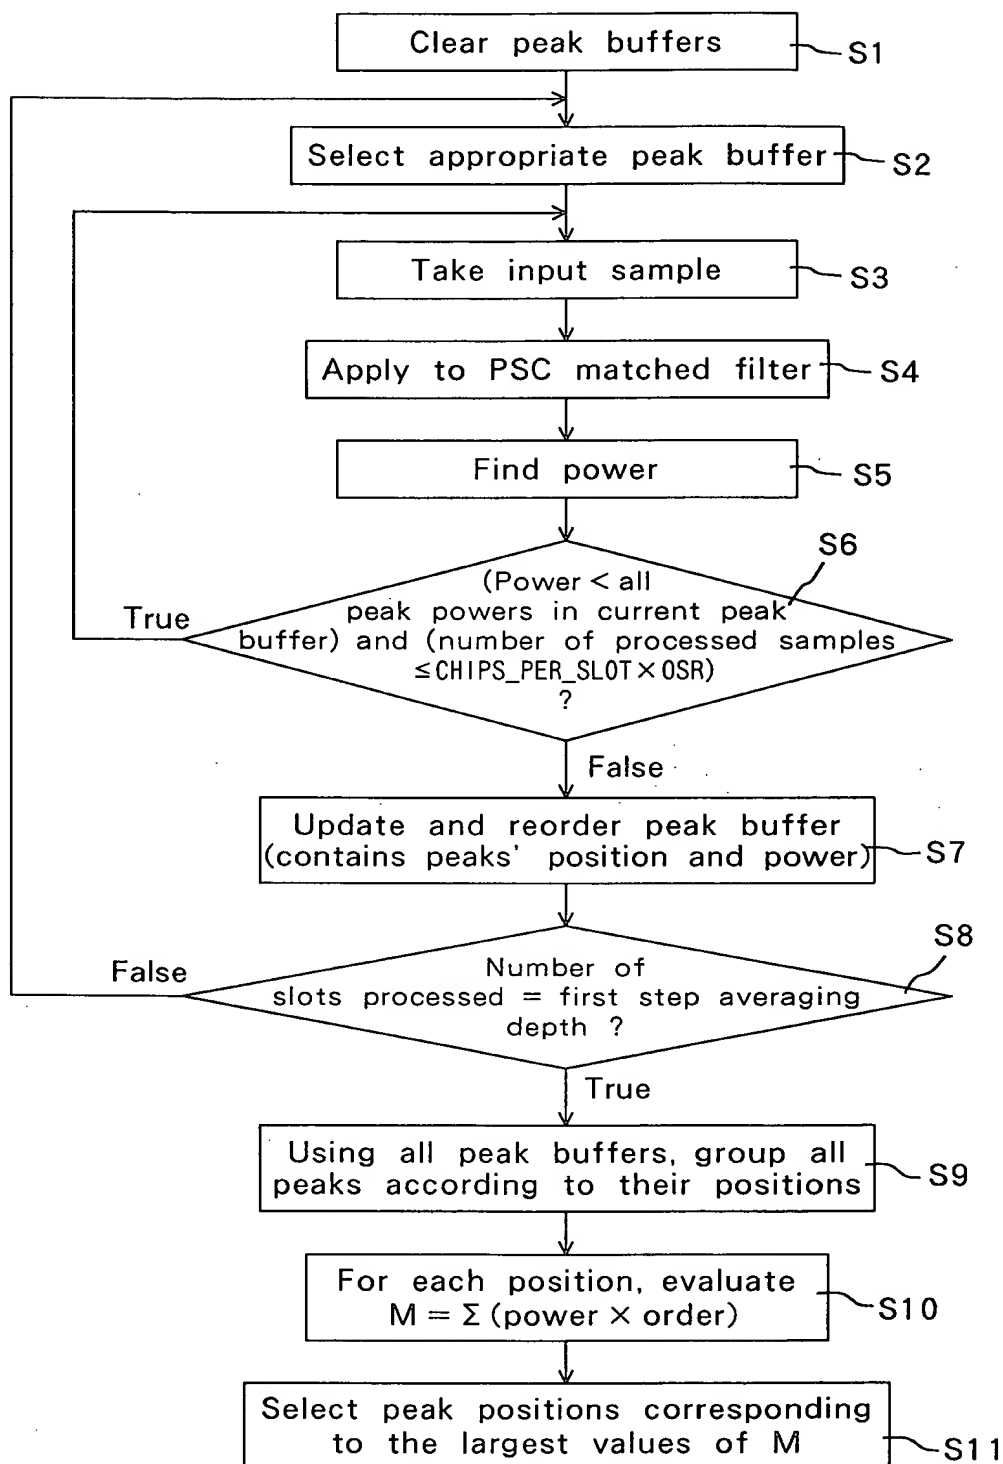 Clear peak buffers
S1
Select appropriate peak buffer
S2
Take input sample
S3
Apply to PSC matched filter
S4
Find power
S5
S6
(Power < all
peak powers in current peak
buffer) and (number of processed samples
≤CHIPS_PER_SLOT×OSR)
?
True
False
Update and reorder peak buffer
(contains peaks' position and power)
S7
S8
Number of
slots processed = first step averaging
depth ?
False
True
Using all peak buffers, group all
peaks according to their positions
S9
For each position, evaluate
M = Σ (power × order)
S10
Select peak positions corresponding
to the largest values of M
S11